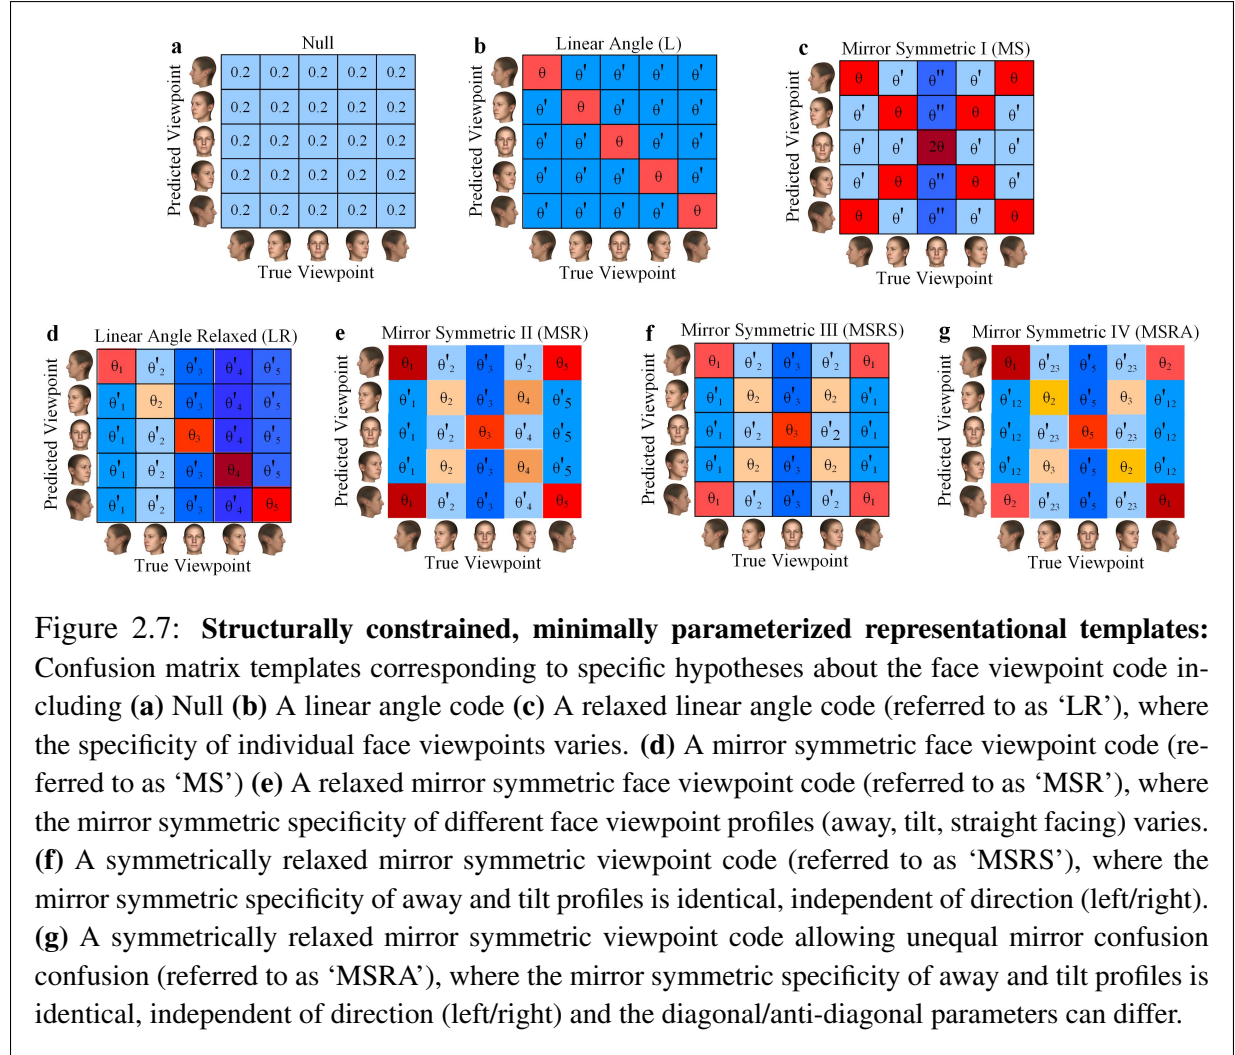 a
Null
Predicted Viewpoint
0.2 0.2 0.2 0.2 0.2
0.2 0.2 0.2 0.2 0.2
0.2 0.2 0.2 0.2 0.2
0.2 0.2 0.2 0.2 0.2
0.2 0.2 0.2 0.2 0.2
True Viewpoint
b
Linear Angle (L)
Predicted Viewpoint
θ θ' θ' θ' θ'
θ' θ θ' θ' θ'
θ' θ' θ θ' θ'
θ' θ' θ' θ θ'
θ' θ' θ' θ' θ
True Viewpoint
c
Mirror Symmetric I (MS)
Predicted Viewpoint
θ θ' θ" θ' θ
θ' θ θ" θ θ'
θ' θ' 2θ θ' θ'
θ' θ θ" θ θ'
θ θ' θ" θ' θ
True Viewpoint
d
Linear Angle Relaxed (LR)
Predicted Viewpoint
θ₁ θ'₂ θ'₃ θ'₄ θ'₅
θ'₁ θ₂ θ'₃ θ'₄ θ'₅
θ'₁ θ'₂ θ₃ θ'₄ θ'₅
θ'₁ θ'₂ θ'₃ θ₄ θ'₅
θ'₁ θ'₂ θ'₃ θ'₄ θ₅
True Viewpoint
e
Mirror Symmetric II (MSR)
Predicted Viewpoint
θ₁ θ'₂ θ'₃ θ'₂ θ₅
θ'₁ θ₂ θ'₃ θ₄ θ'₅
θ'₁ θ'₂ θ₃ θ'₄ θ'₅
θ'₁ θ₂ θ'₃ θ₄ θ'₅
θ₁ θ'₂ θ'₃ θ'₄ θ₅
True Viewpoint
f
Mirror Symmetric III (MSRS)
Predicted Viewpoint
θ₁ θ'₂ θ'₃ θ'₂ θ₁
θ'₁ θ₂ θ'₃ θ₂ θ'₁
θ'₁ θ'₂ θ₃ θ'₂ θ'₁
θ'₁ θ₂ θ'₃ θ₂ θ'₁
θ₁ θ'₂ θ'₃ θ'₂ θ₁
True Viewpoint
g
Mirror Symmetric IV (MSRA)
Predicted Viewpoint
θ₁ θ'₂₃ θ'₅ θ'₂₃ θ₂
θ'₁₂ θ₂ θ'₅ θ₃ θ'₁₂
θ'₁₂ θ'₂₃ θ₅ θ'₂₃ θ'₁₂
θ'₁₂ θ₃ θ'₅ θ₂ θ'₁₂
θ₂ θ'₂₃ θ'₅ θ'₂₃ θ₁
True Viewpoint
Figure 2.7: Structurally constrained, minimally parameterized representational templates:
Confusion matrix templates corresponding to specific hypotheses about the face viewpoint code in-
cluding (a) Null (b) A linear angle code (c) A relaxed linear angle code (referred to as ‘LR’), where
the specificity of individual face viewpoints varies. (d) A mirror symmetric face viewpoint code (re-
ferred to as ‘MS’) (e) A relaxed mirror symmetric face viewpoint code (referred to as ‘MSR’), where
the mirror symmetric specificity of different face viewpoint profiles (away, tilt, straight facing) varies.
(f) A symmetrically relaxed mirror symmetric viewpoint code (referred to as ‘MSRS’), where the
mirror symmetric specificity of away and tilt profiles is identical, independent of direction (left/right).
(g) A symmetrically relaxed mirror symmetric viewpoint code allowing unequal mirror confusion
confusion (referred to as ‘MSRA’), where the mirror symmetric specificity of away and tilt profiles is
identical, independent of direction (left/right) and the diagonal/anti-diagonal parameters can differ.